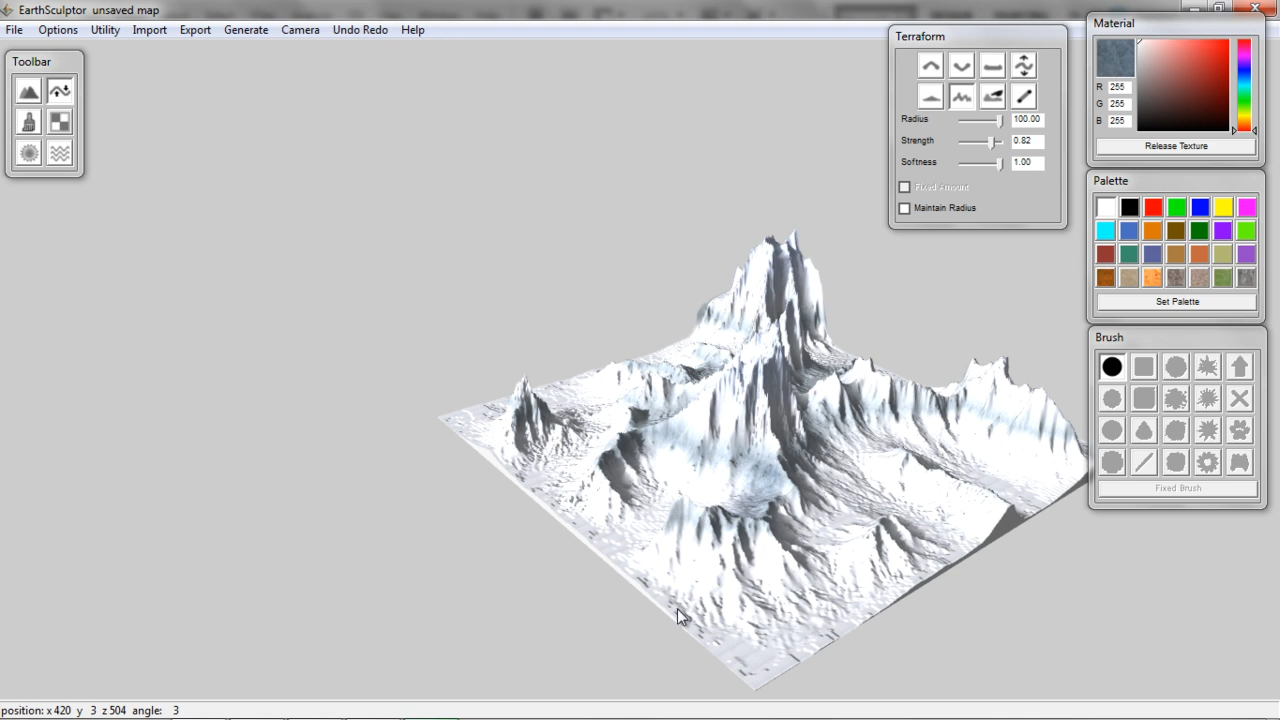 EarthSculptor unsaved map
File Options Utility Import Export Generate Camera Undo Redo Help
Toolbar
Terraform
Radius 100.00
Strength 0.82
Softness 1.00
Fixed Amount
Maintain Radius
Material
R 255
G 255
B 255
Release Texture
Palette
Set Palette
Brush
Fixed Brush
position: x 420 y 3 z 504 angle: 3